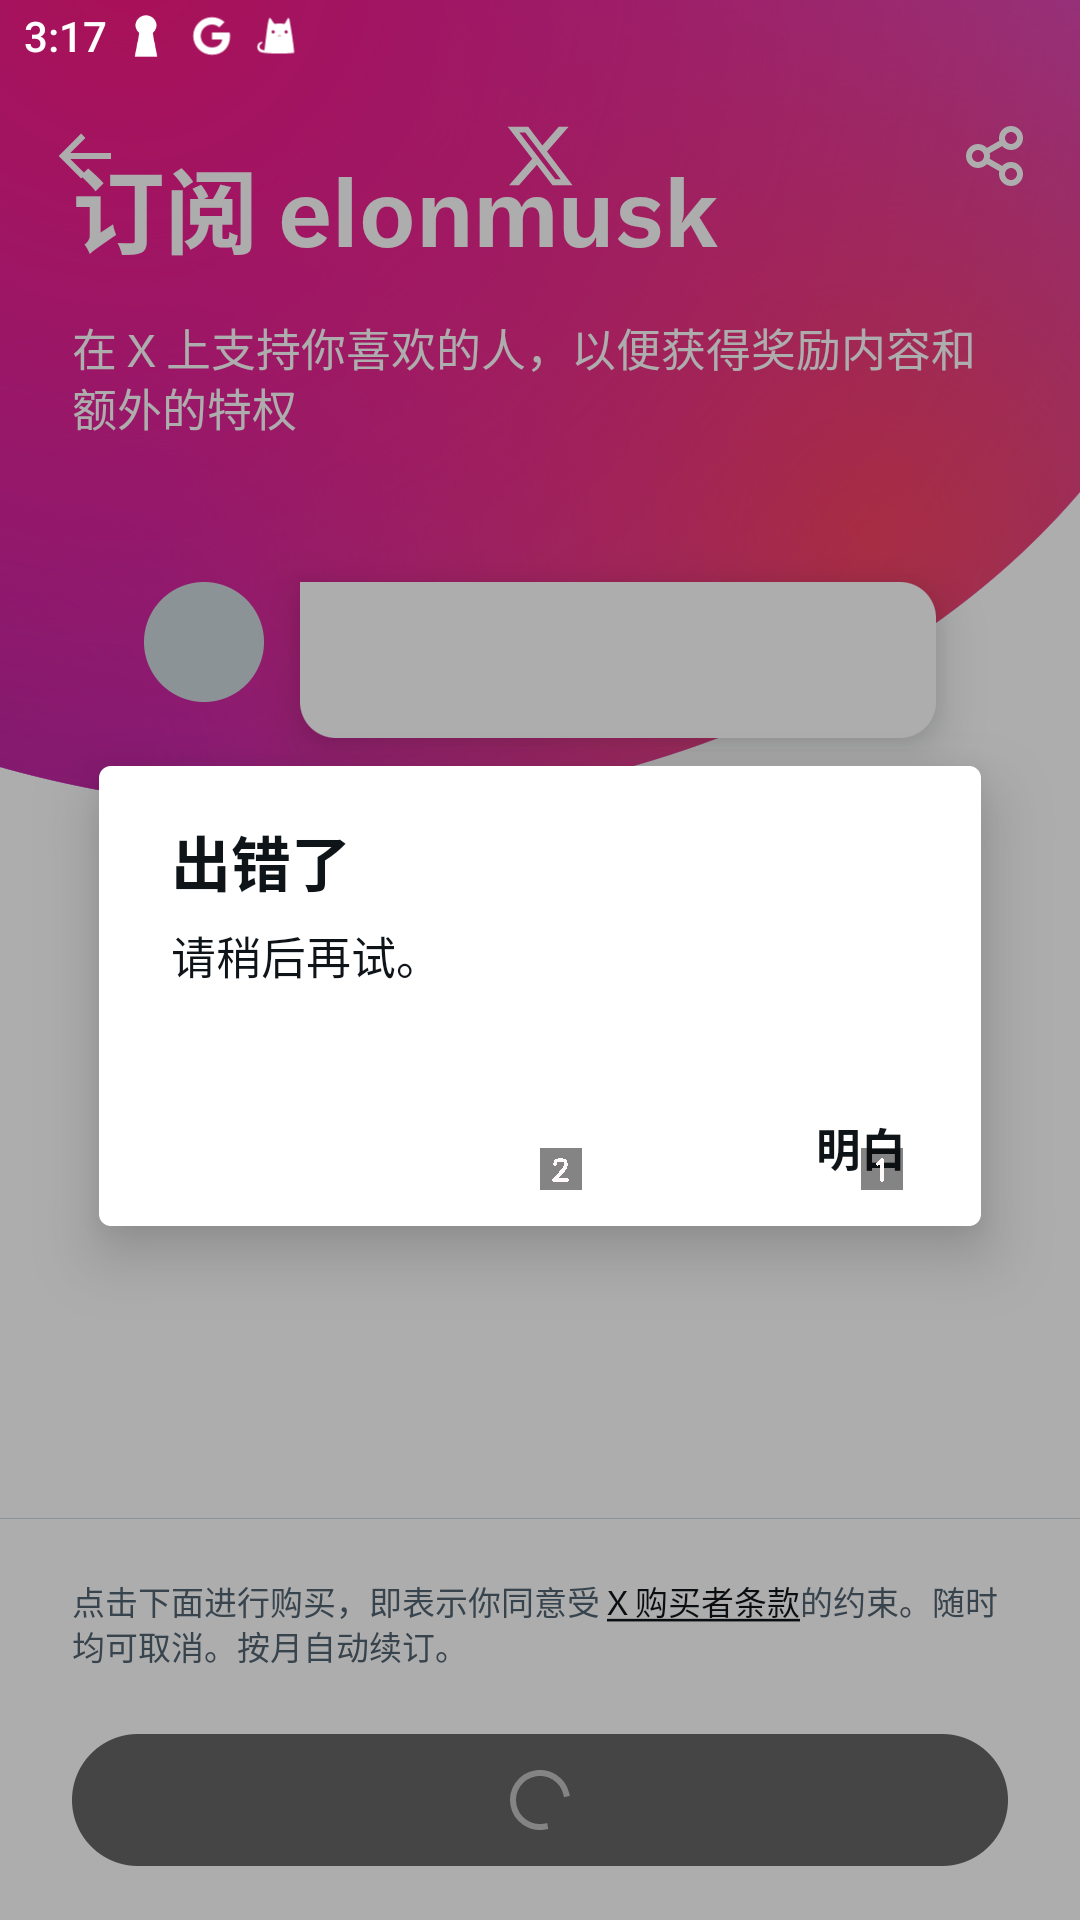 3:17
订阅 elonmusk
在 X 上支持你喜欢的人，以便获得奖励内容和
额外的特权
出错了
请稍后再试。
明白
2
1
点击下面进行购买，即表示你同意受 X 购买者条款的约束。随时
均可取消。按月自动续订。